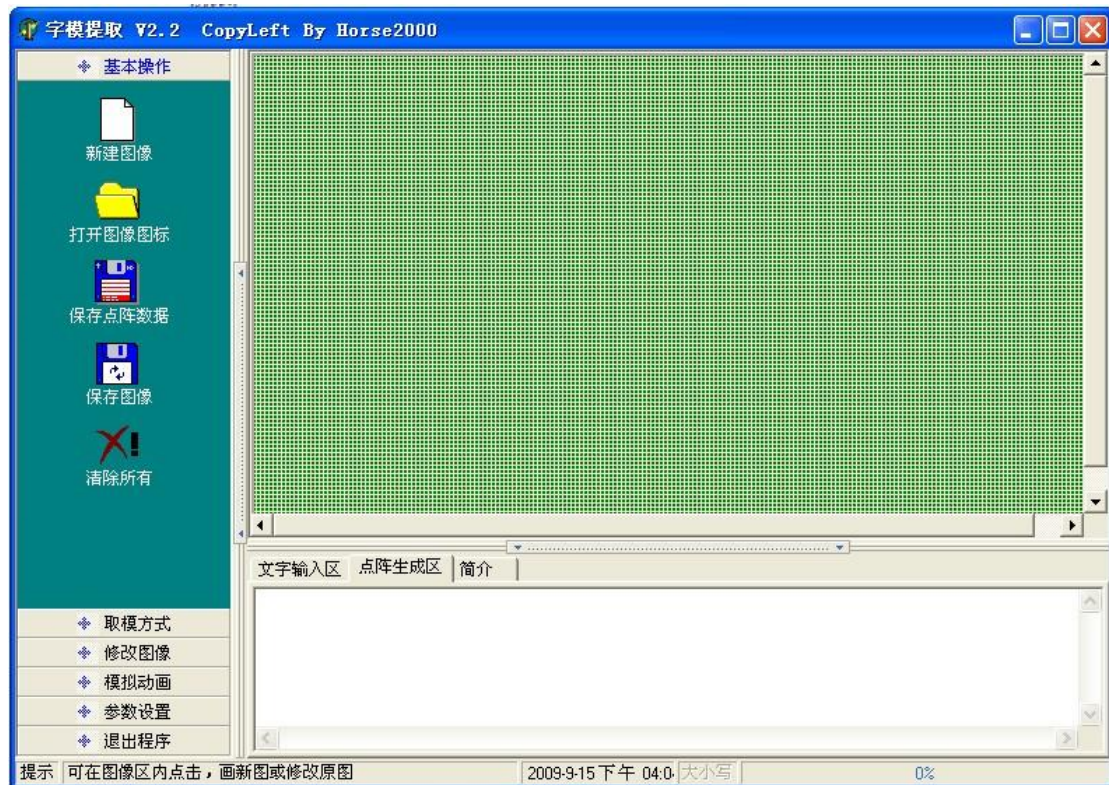 字模提取 V2.2 CopyLeft By Horse2000
基本操作
新建图像
打开图像图标
保存点阵数据
保存图像
清除所有
取模方式
修改图像
模拟动画
参数设置
退出程序
文字输入区 点阵生成区 简介
提示 可在图像区内点击，画新图或修改原图 2009-9-15 下午 04:0 大小写 0%